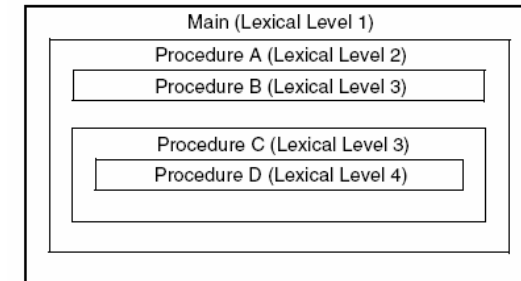 Main (Lexical Level 1)
Procedure A (Lexical Level 2)
Procedure B (Lexical Level 3)
Procedure C (Lexical Level 3)
Procedure D (Lexical Level 4)